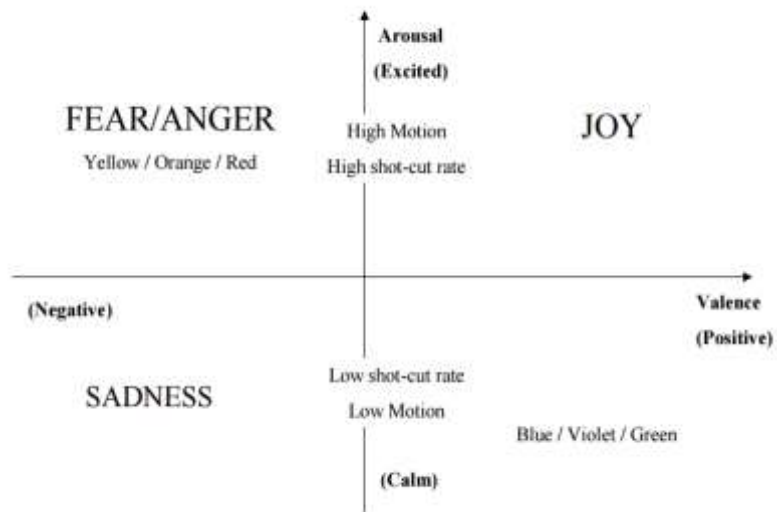 Arousal
(Excited)
FEAR/ANGER
JOY
High Motion
Yellow / Orange / Red
High shot-cut rate
(Negative)
Valence
(Positive)
Low shot-cut rate
SADNESS
Low Motion
Blue / Violet / Green
(Calm)